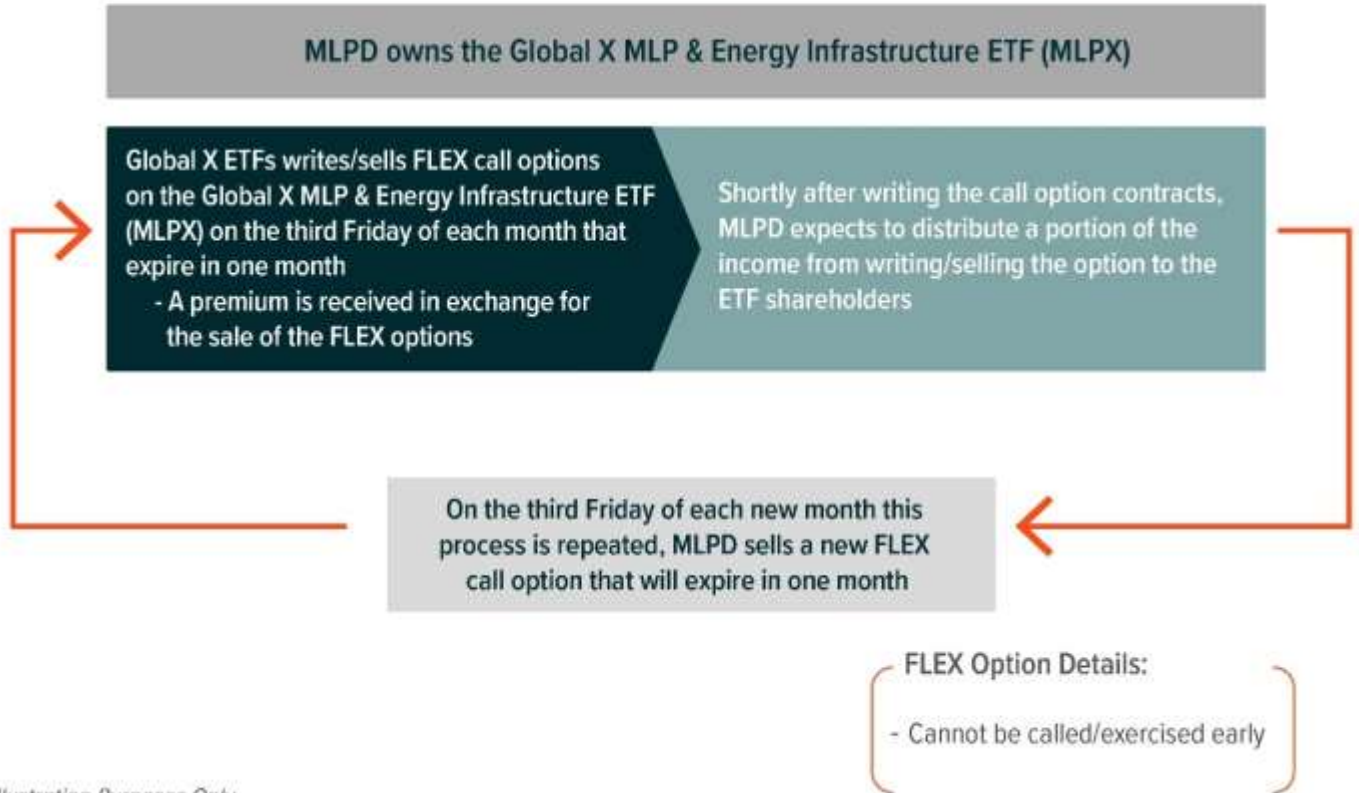 MLPD owns the Global X MLP & Energy Infrastructure ETF (MLPX)
Global X ETFs writes/sells FLEX call options
on the Global X MLP & Energy Infrastructure ETF
(MLPX) on the third Friday of each month that
expire in one month
- A premium is received in exchange for
the sale of the FLEX options
Shortly after writing the call option contracts,
MLPD expects to distribute a portion of the
income from writing/selling the option to the
ETF shareholders
On the third Friday of each new month this
process is repeated, MLPD sells a new FLEX
call option that will expire in one month
FLEX Option Details:
- Cannot be called/exercised early